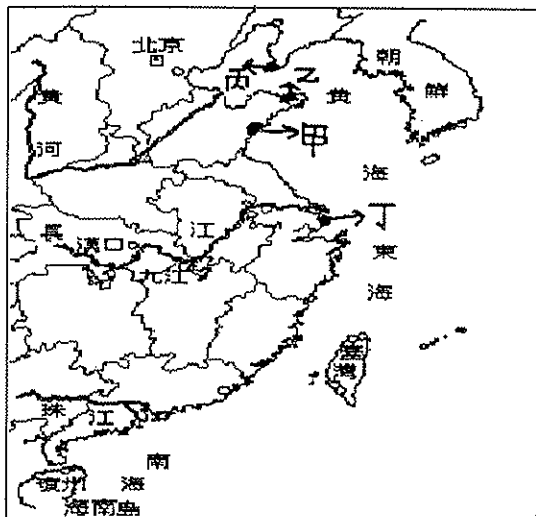 北京
朝
鮮
丙
乙
黄
黄
河
甲
海
丁
長
漢口
江
九江
東
海
臺
灣
珠
江
瓊州
南
海
海南島